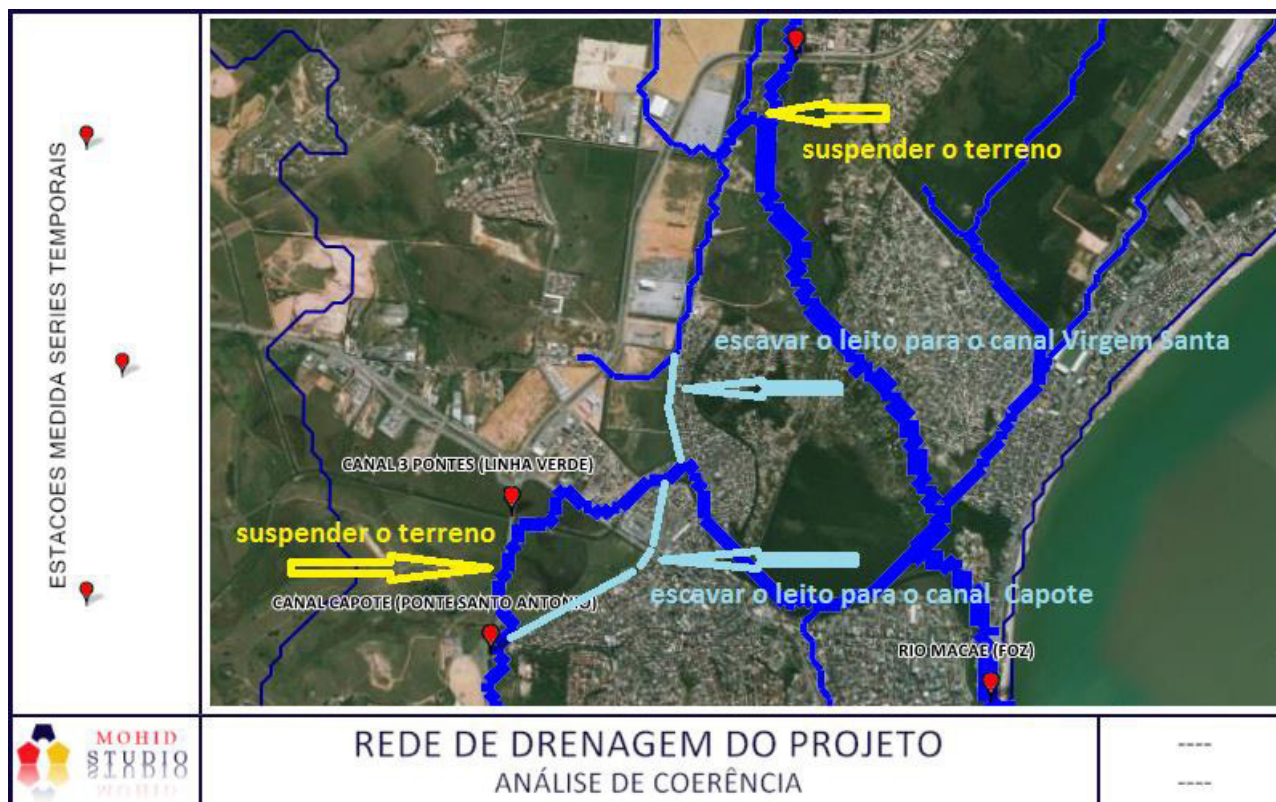 ESTACOES MEDIDA SERIES TEMPORAIS
suspender o terreno
escavar o leito para o canal Virgem Santa
CANAL 3 PONTES (LINHA VERDE)
suspender o terreno
CANAL CAPOTE (PONTE SANTO ANTONIO)
escavar o leito para o canal Capote
RIO MACAE (FOZ)
MOHID
STUDIO
REDE DE DRENAGEM DO PROJETO
ANÁLISE DE COERÊNCIA
----
----